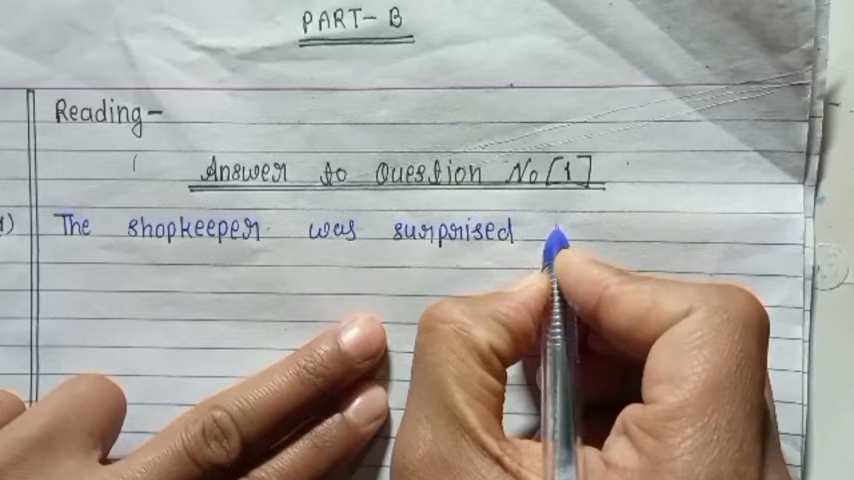 PART- B
Reading-
Answer to Question No [1]
The shopkeeper was surprised